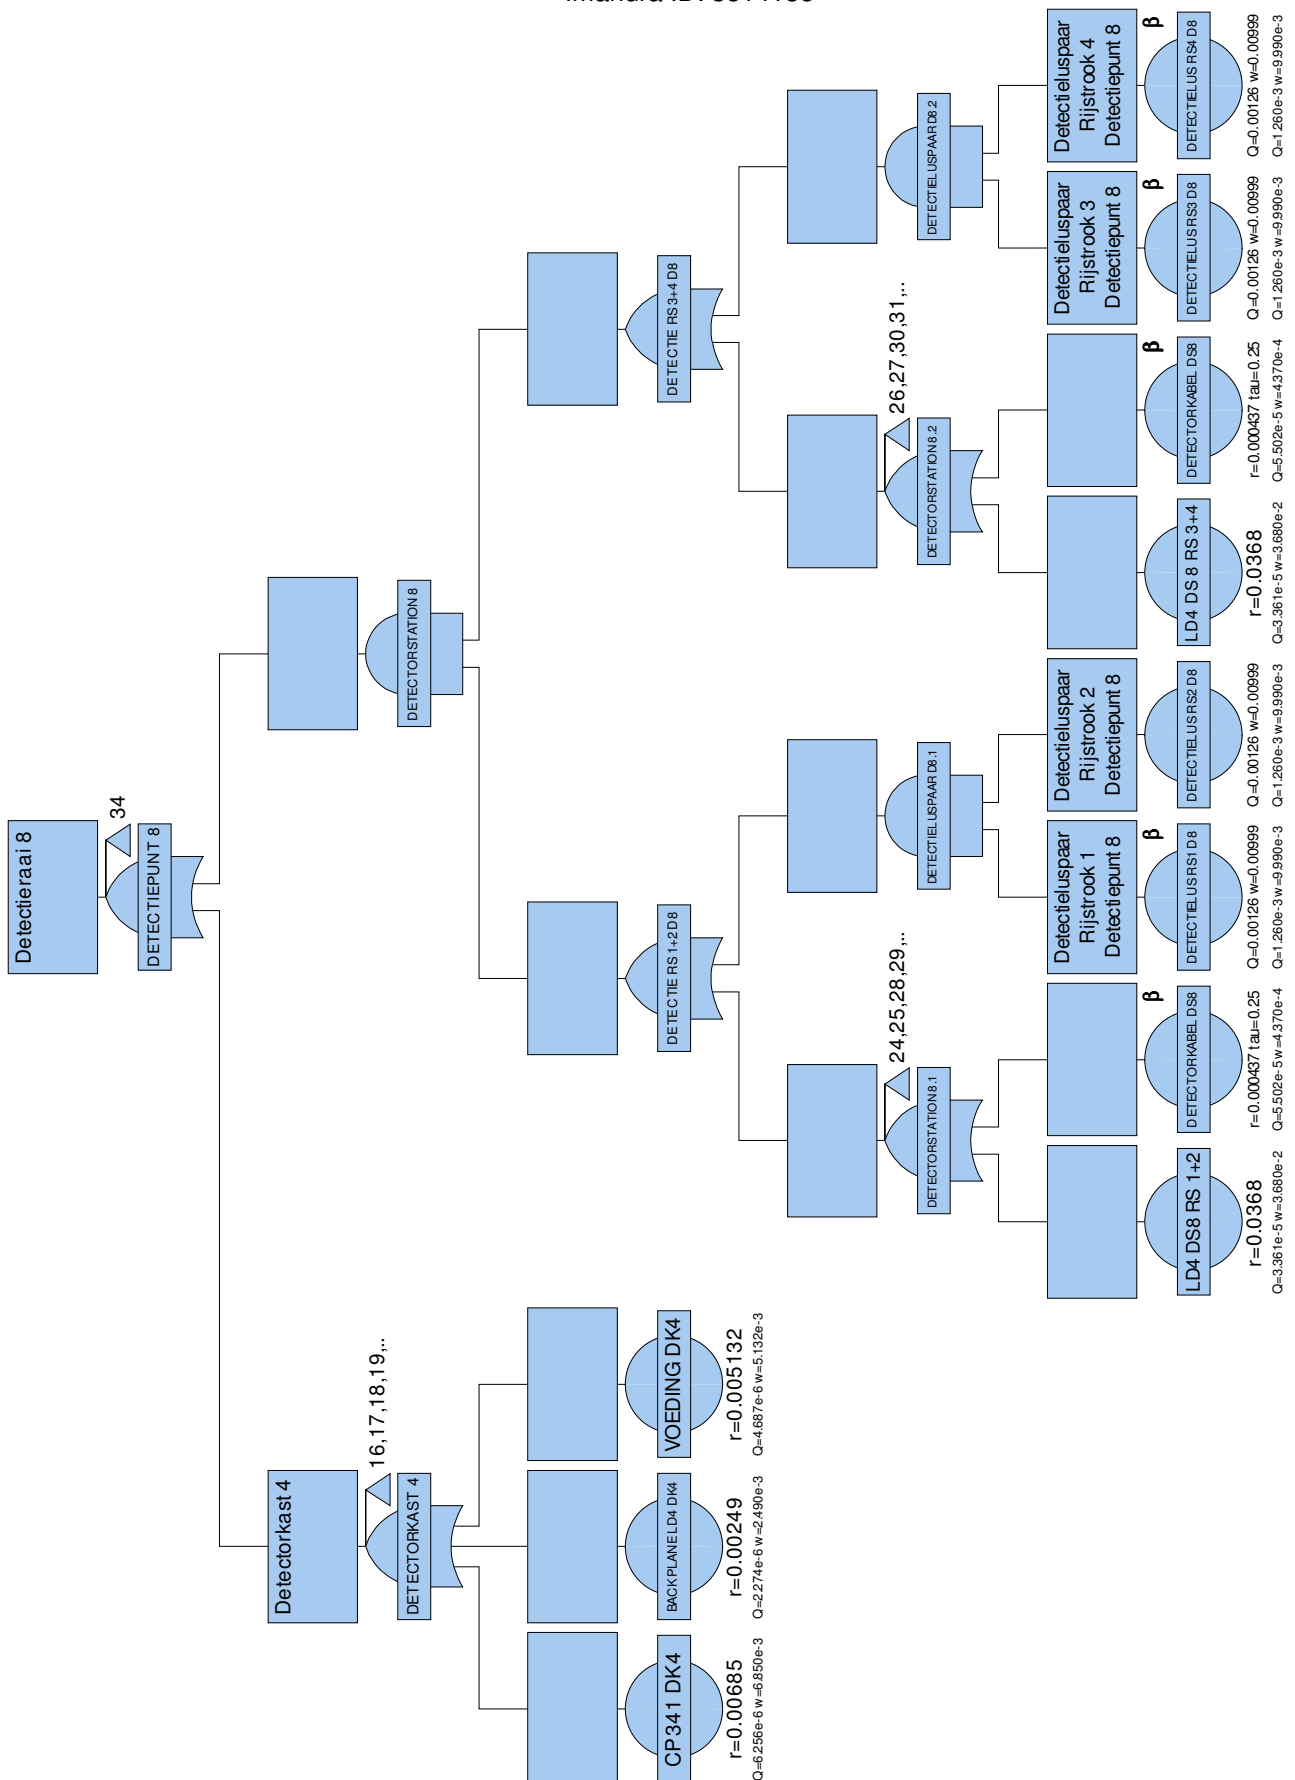 Detectieraai 8
34
DETECTIEPUNT 8
Detectorkast 4
16,17,18,19,..
DETECTORKAST 4
DETECTORSTATION 8
CP341 DK4
r=0.00685
Q=6.256e-6 w=6.850e-3
BACKPLANE LD4 DK4
r=0.00249
Q=2.274e-6 w=2.490e-3
VOEDING DK4
r=0.005132
Q=4.687e-6 w=5.132e-3
DETECTIE RS 1+2 D8
DETECTIE RS 3+4 D8
24,25,28,29,..
DETECTORSTATION 8.1
DETECTIELUSPAAR D8.1
26,27,30,31,..
DETECTORSTATION 8.2
DETECTIELUSPAAR D8.2
LD4 DS8 RS 1+2
r=0.0368
Q=3.361e-5 w=3.680e-2
β
DETECTORKABEL DS8
r=0.000437 tau=0.25
Q=5.502e-5 w=4.370e-4
Detectieluspaar
Rijstrook 1
Detectiepunt 8
β
DETECTIELUS RS1 D8
Q=0.00126 w=0.00999
Q=1.260e-3 w=9.990e-3
Detectieluspaar
Rijstrook 2
Detectiepunt 8
DETECTIELUS RS2 D8
Q=0.00126 w=0.00999
Q=1.260e-3 w=9.990e-3
LD4 DS 8 RS 3+4
r=0.0368
Q=3.361e-5 w=3.680e-2
β
DETECTORKABEL DS8
r=0.000437 tau=0.25
Q=5.502e-5 w=4.370e-4
Detectieluspaar
Rijstrook 3
Detectiepunt 8
β
DETECTIELUS RS3 D8
Q=0.00126 w=0.00999
Q=1.260e-3 w=9.990e-3
Detectieluspaar
Rijstrook 4
Detectiepunt 8
β
DETECTIELUS RS4 D8
Q=0.00126 w=0.00999
Q=1.260e-3 w=9.990e-3